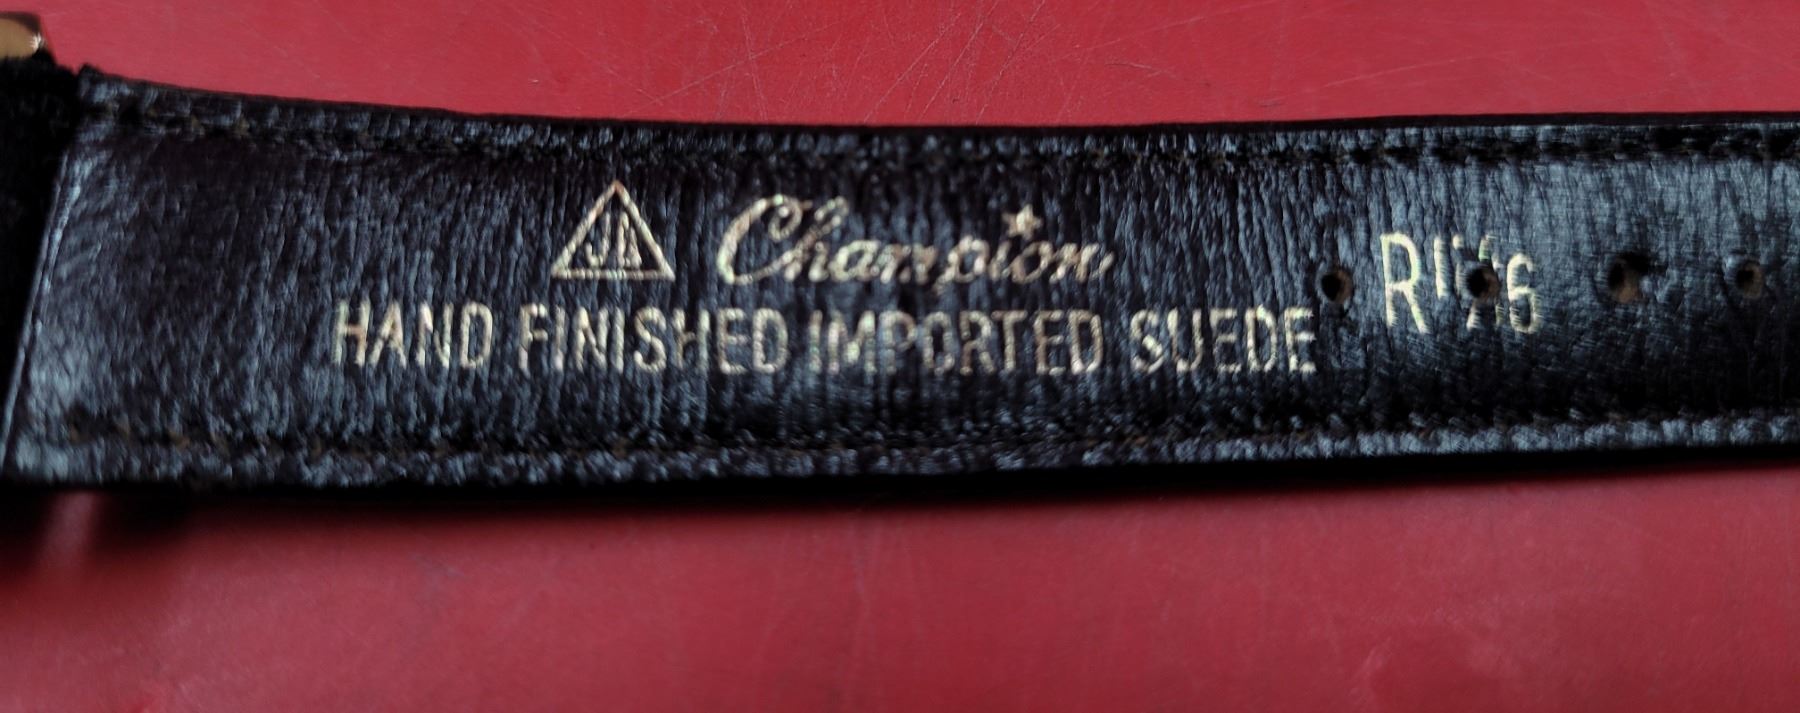 Champion
HAND FINISHED IMPORTED SUEDE